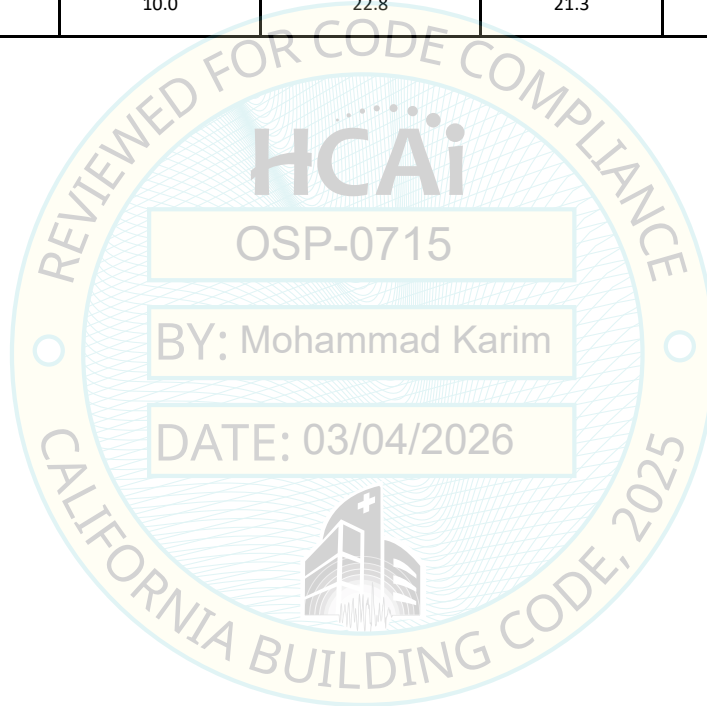 10.0 22.8 21.3
REVIEWED FOR CODE COMPLIANCE
HCAi
OSP-0715
BY: Mohammad Karim
DATE: 03/04/2026
CALIFORNIA BUILDING CODE, 2025